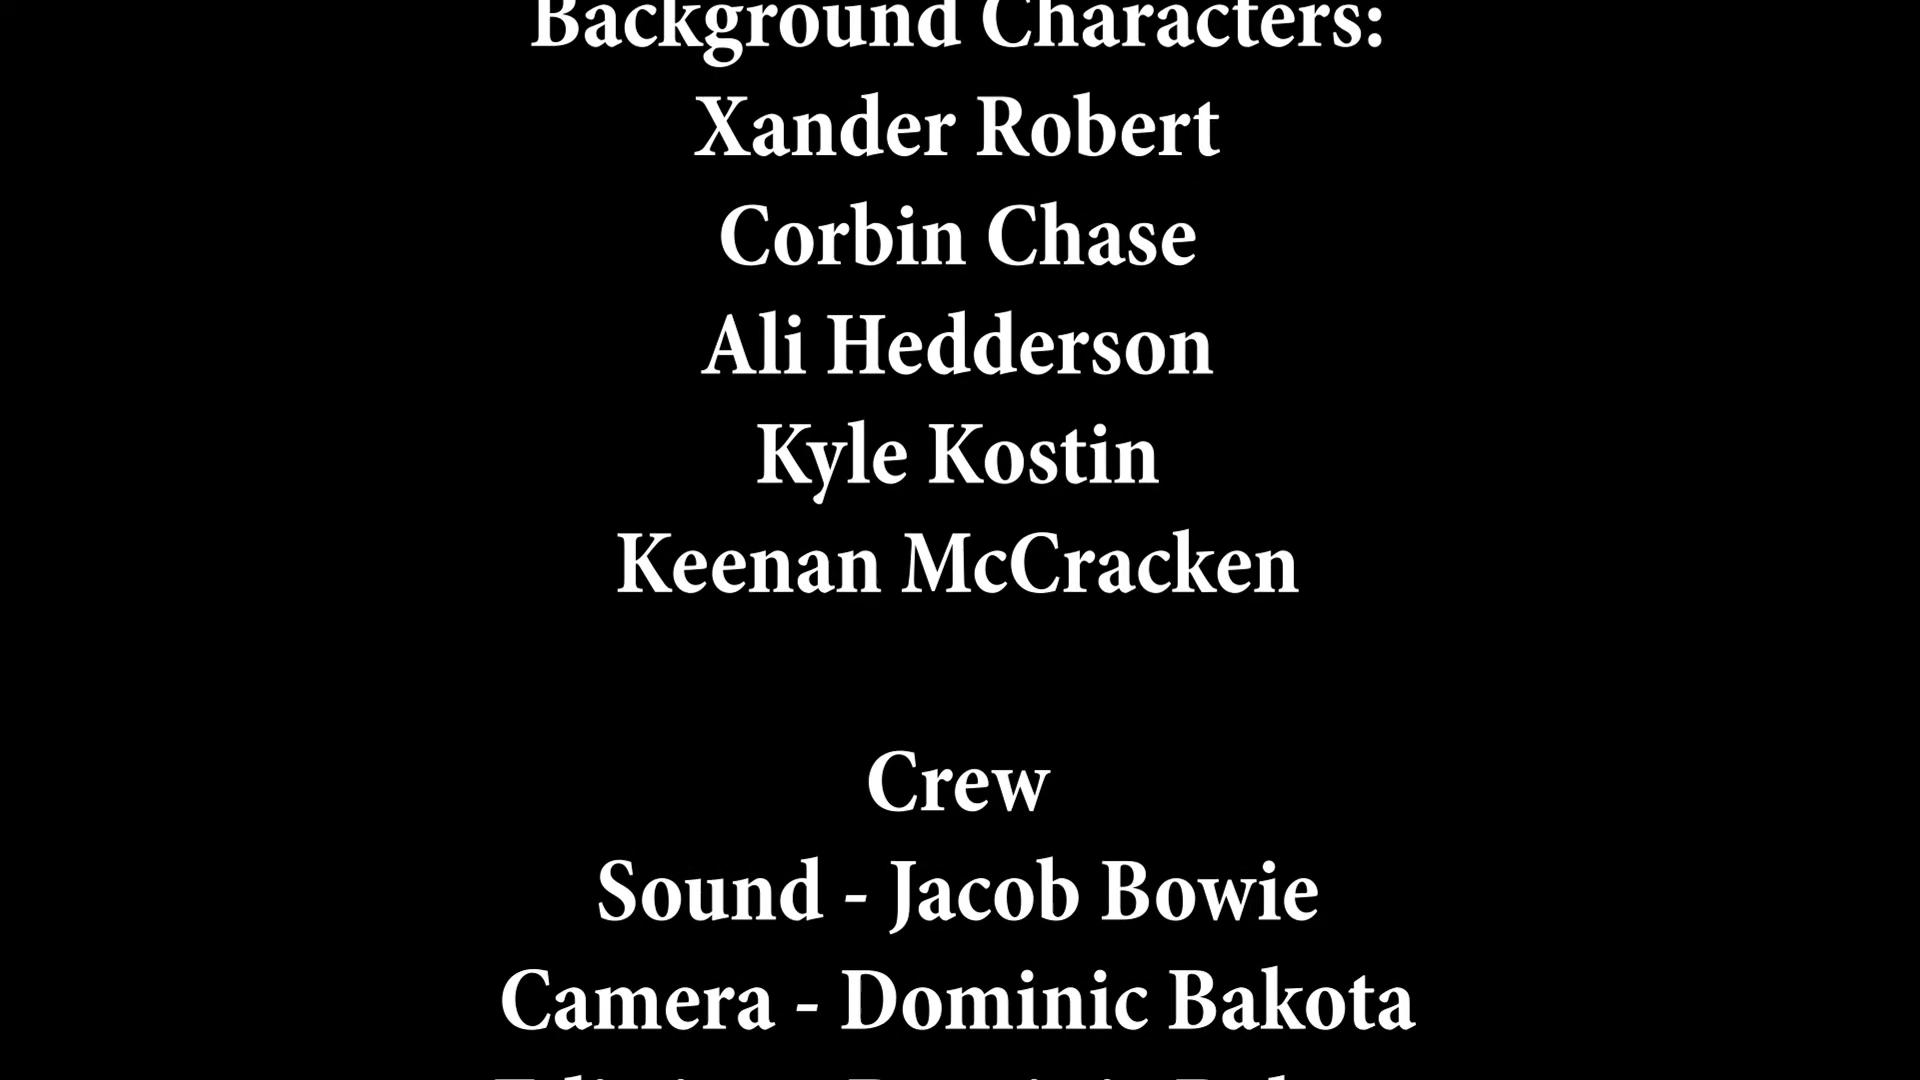 Background Characters:
Xander Robert
Corbin Chase
Ali Hedderson
Kyle Kostin
Keenan McCracken
Crew
Sound - Jacob Bowie
Camera - Dominic Bakota